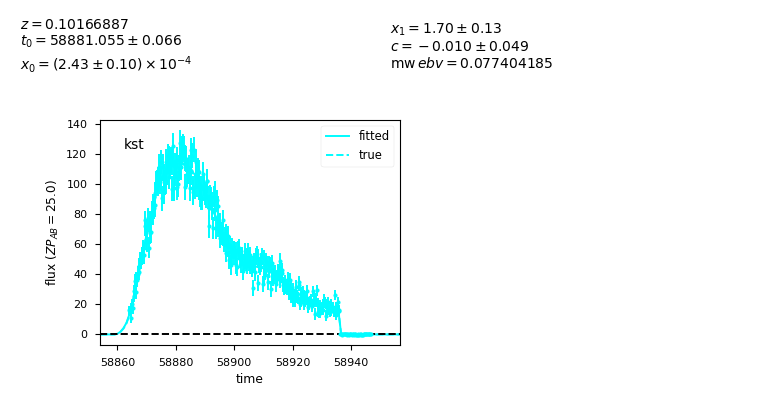 z = 0.10166887
t₀ = 58881.055 ± 0.066
x₀ = (2.43 ± 0.10) × 10⁻⁴
x₁ = 1.70 ± 0.13
c = −0.010 ± 0.049
mw ebv = 0.077404185
kst
fitted
true
140
120
100
80
60
40
20
0
flux (ZP_AB = 25.0)
58860 58880 58900 58920 58940
time